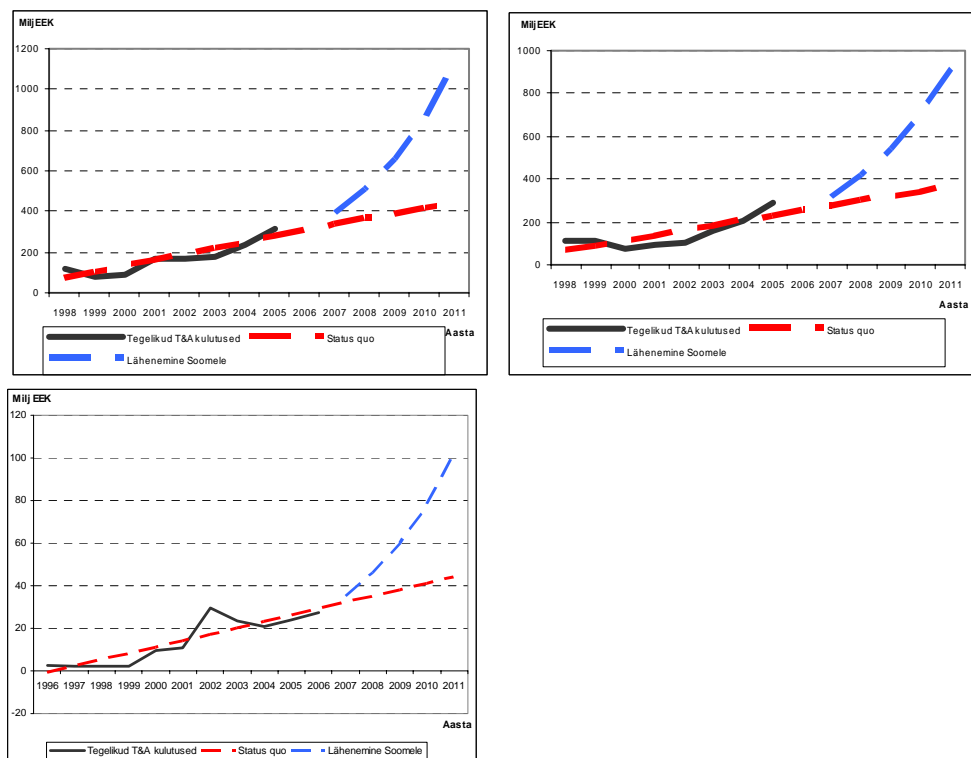 Milj EEK
1200
1000
800
600
400
200
0
1998 1999 2000 2001 2002 2003 2004 2005 2006 2007 2008 2009 2010 2011
Aasta
Tegelikud T&A kulutused Status quo
Lähenemine Soomele
Milj EEK
1000
800
600
400
200
0
1998 1999 2000 2001 2002 2003 2004 2005 2006 2007 2008 2009 2010 2011
Aasta
Tegelikud T&A kulutused Status quo
Lähenemine Soomele
Milj EEK
120
100
80
60
40
20
0
-20
1996 1997 1998 1999 2000 2001 2002 2003 2004 2005 2006 2007 2008 2009 2010 2011
Aasta
Tegelikud T&A kulutused Status quo Lähenemine Soomele